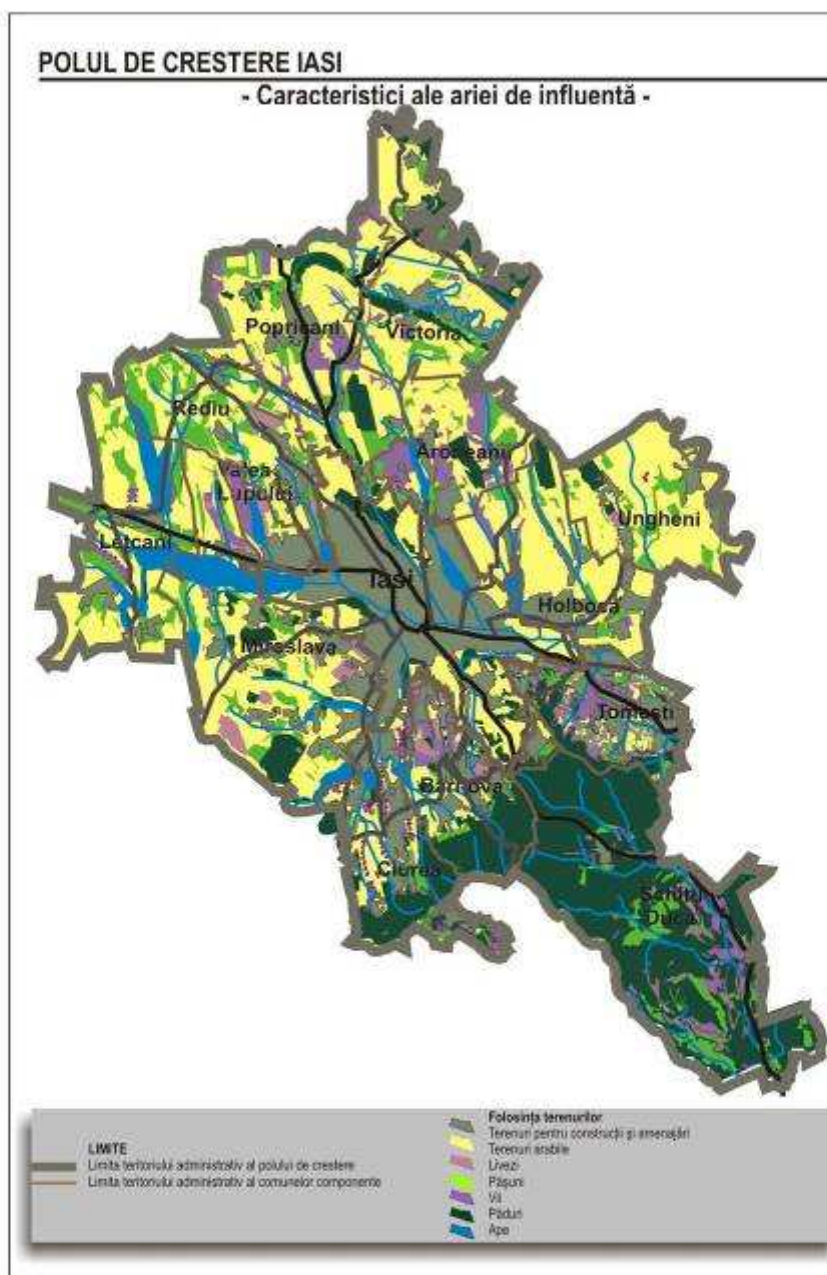 POLUL DE CRESTERE IASI
- Caracteristici ale ariei de influentă -
Popricani
Victoria
Rediu
Aroneanu
Valea
Lupului
Ungheni
Letcani
Iasi
Holboca
Miroslava
Tomesti
Barnova
Ciurea
Schitu
Duca
LIMITE
Limita teritoriului administrativ al polului de crestere
Limita teritoriului administrativ al comunelor componente
Folosința terenurilor
Terenuri pentru construcții și amenajări
Terenuri arabile
Livezi
Pășuni
Vii
Păduri
Ape